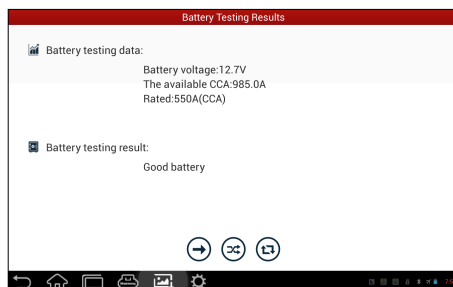 Battery Testing Results
Battery testing data:
Battery voltage:12.7V
The available CCA:985.0A
Rated:550A(CCA)
Battery testing result:
Good battery